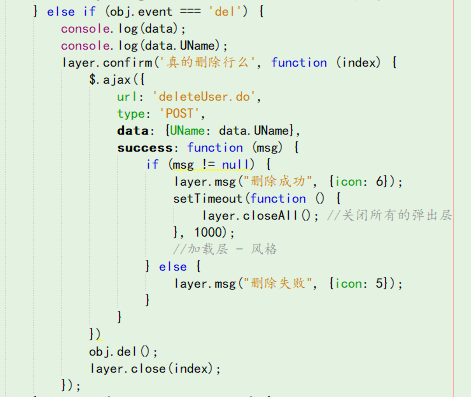 } else if (obj.event === 'del') {
console.log(data);
console.log(data.UName);
layer.confirm('真的删除行么', function (index) {
$.ajax({
url: 'deleteUser.do',
type: 'POST',
data: {UName: data.UName},
success: function (msg) {
if (msg != null) {
layer.msg("删除成功", {icon: 6});
setTimeout(function () {
layer.closeAll(); //关闭所有的弹出层
}, 1000);
//加载层 - 风格
} else {
layer.msg("删除失败", {icon: 5});
}
}
})
obj.del();
layer.close(index);
});